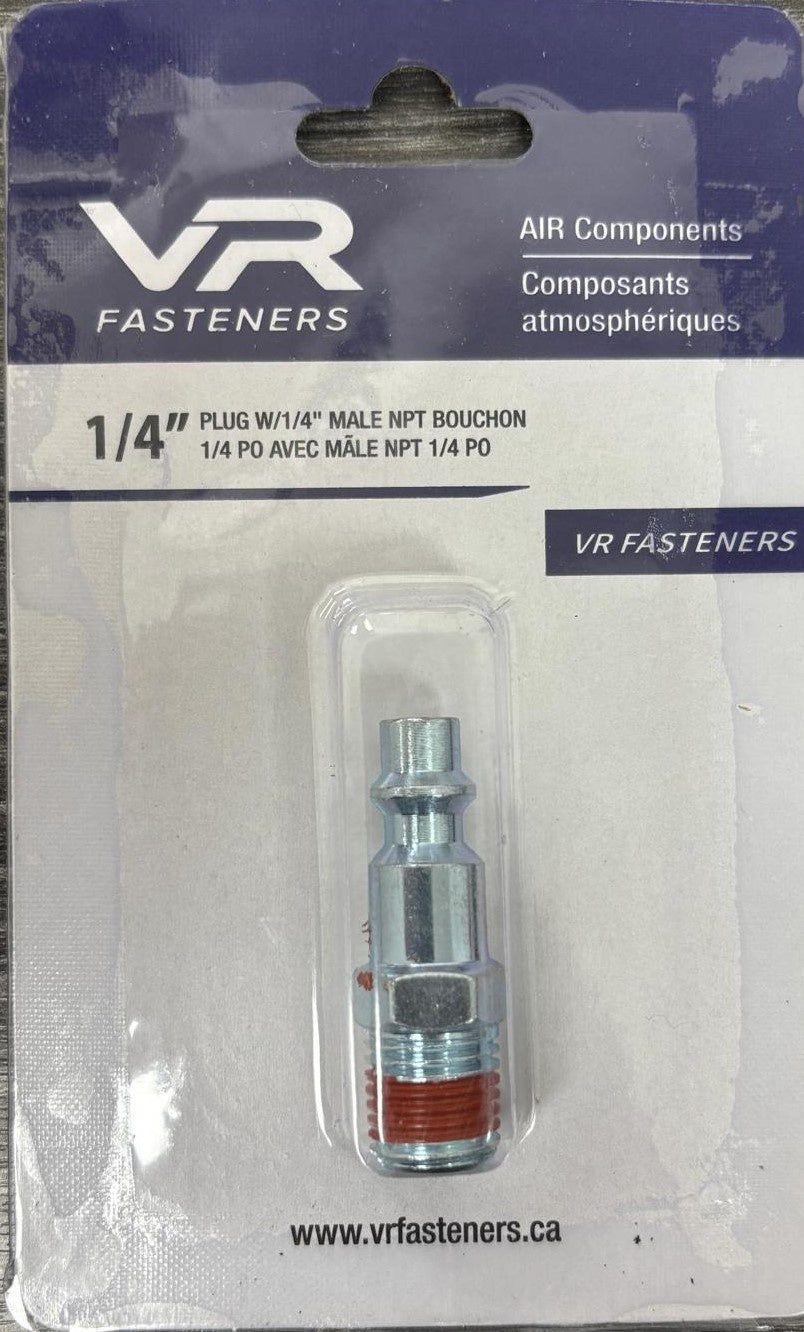 VR
FASTENERS
AIR Components
Composants
atmosphériques
1/4" PLUG W/1/4" MALE NPT BOUCHON
1/4 PO AVEC MÃLE NPT 1/4 PO
VR FASTENERS
www.vrfasteners.ca